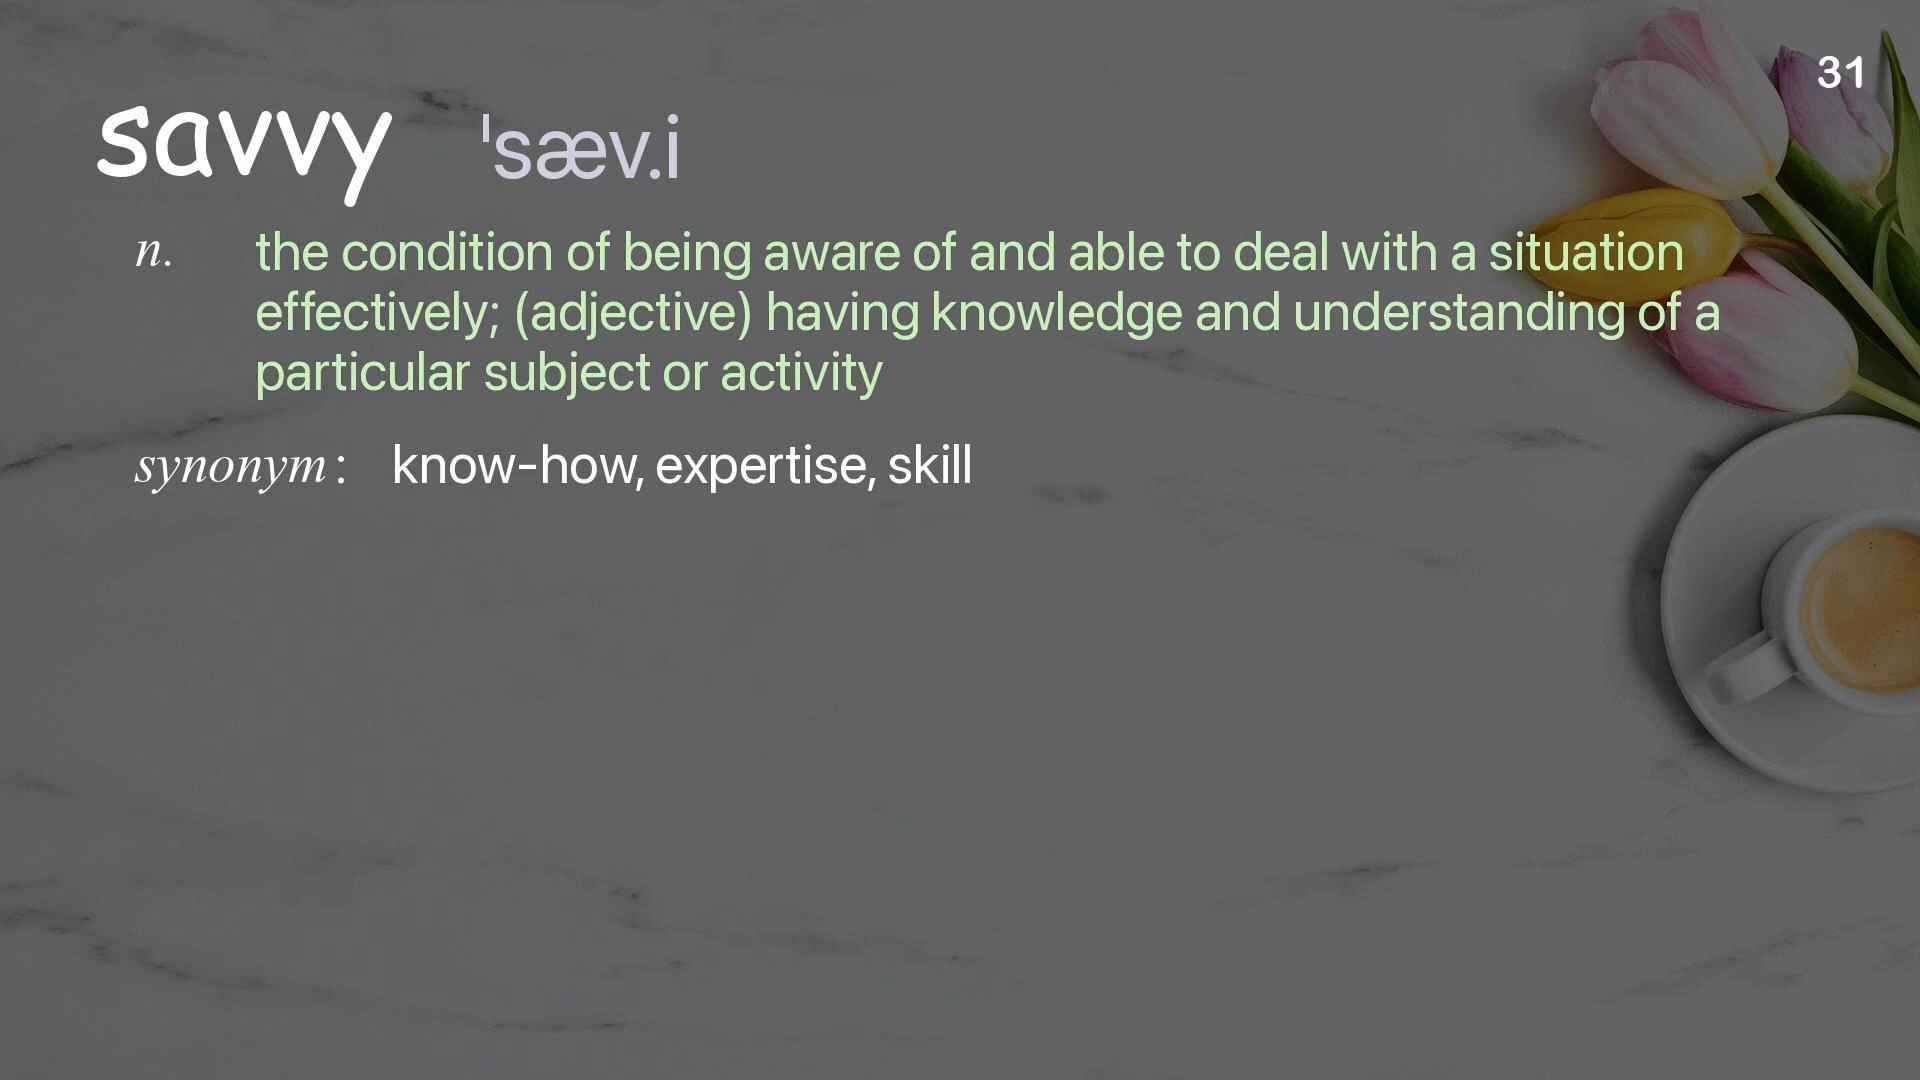 31
savvy ˈsæv.i
n. the condition of being aware of and able to deal with a situation
effectively; (adjective) having knowledge and understanding of a
particular subject or activity
synonym: know-how, expertise, skill